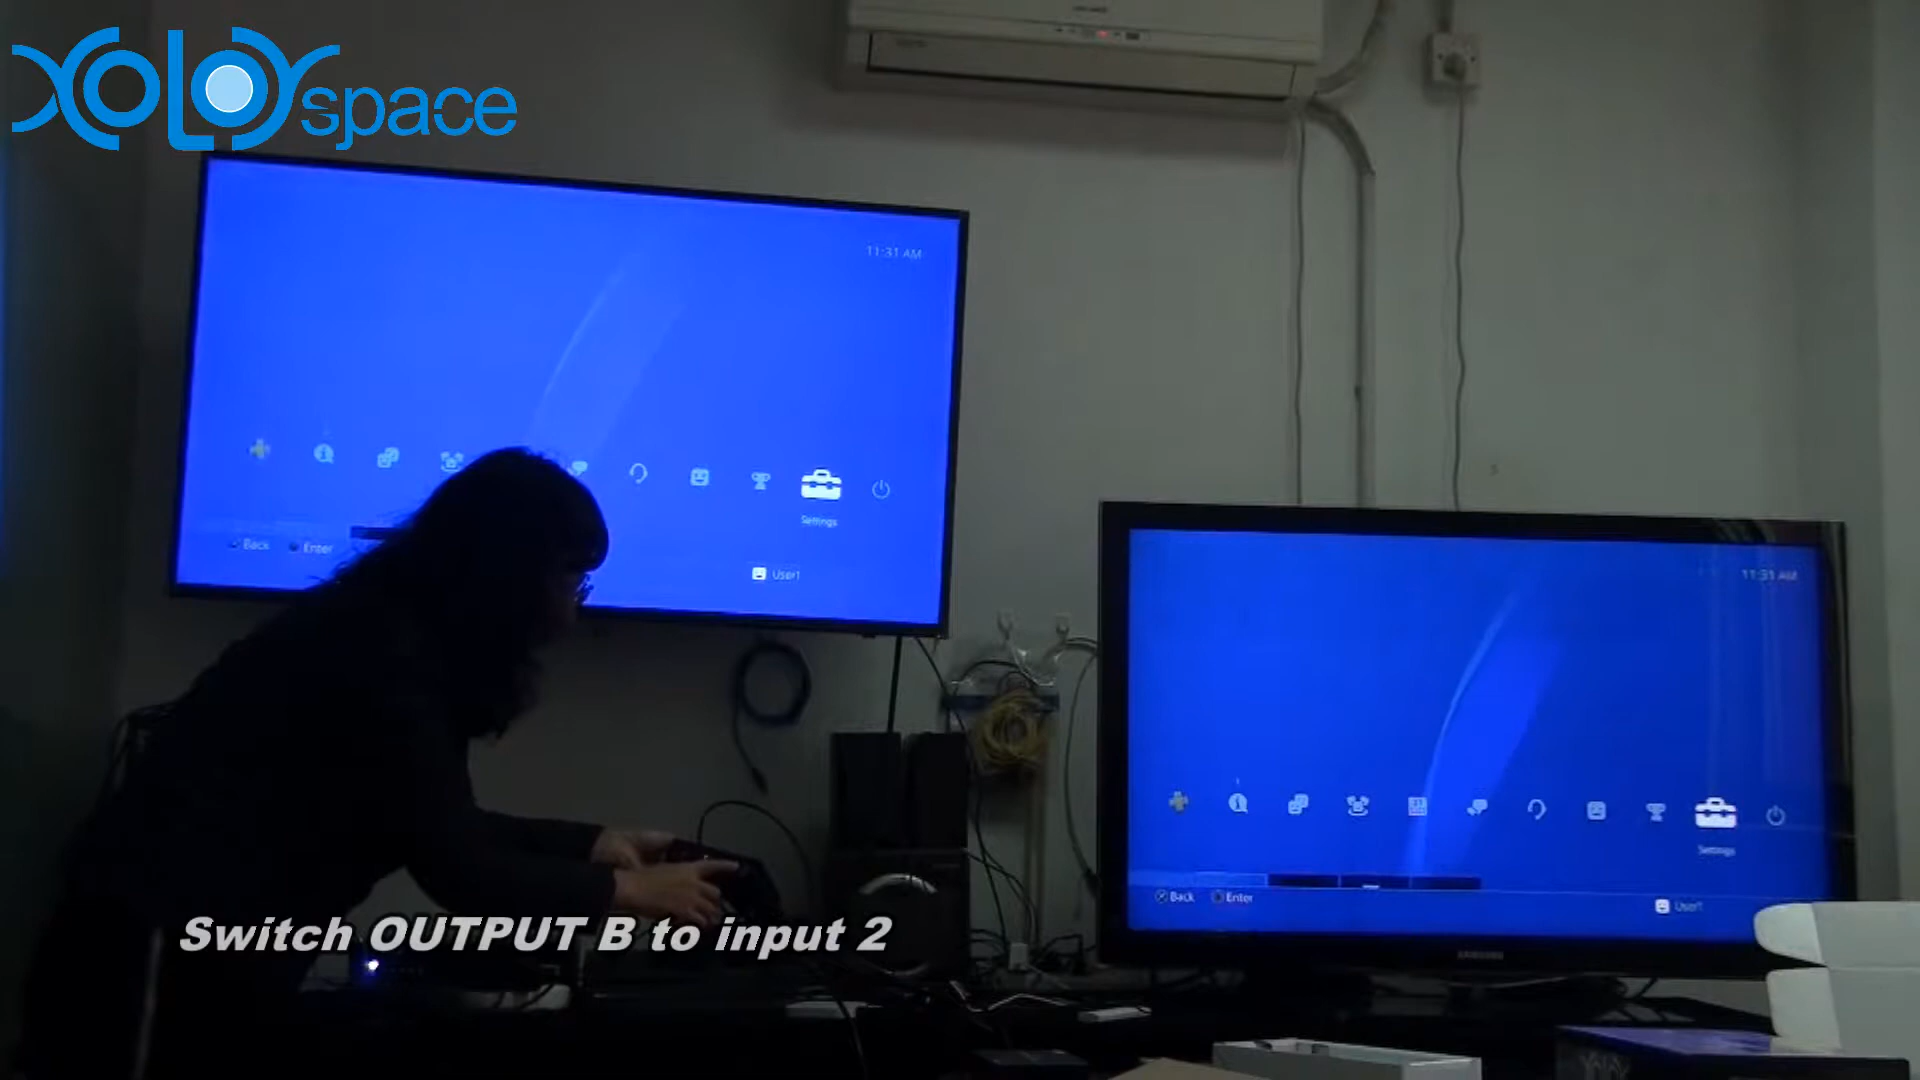 XOLORspace
11:31 AM
Settings
Back
Enter
User1
11:31 AM
Settings
Back
Enter
User1
SAMSUNG
Switch OUTPUT B to input 2